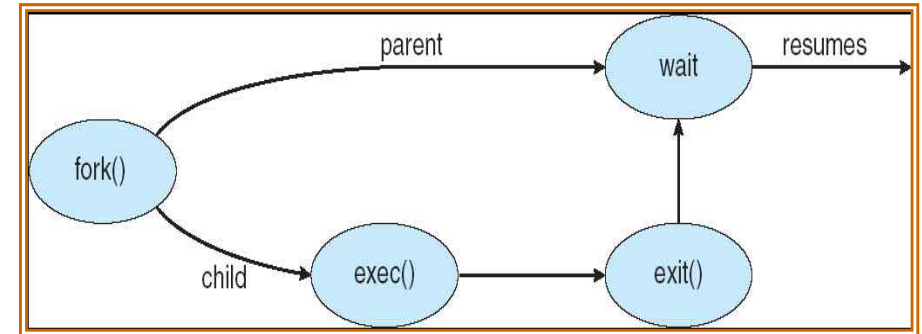 parent
resumes
wait
fork()
child
exec()
exit()